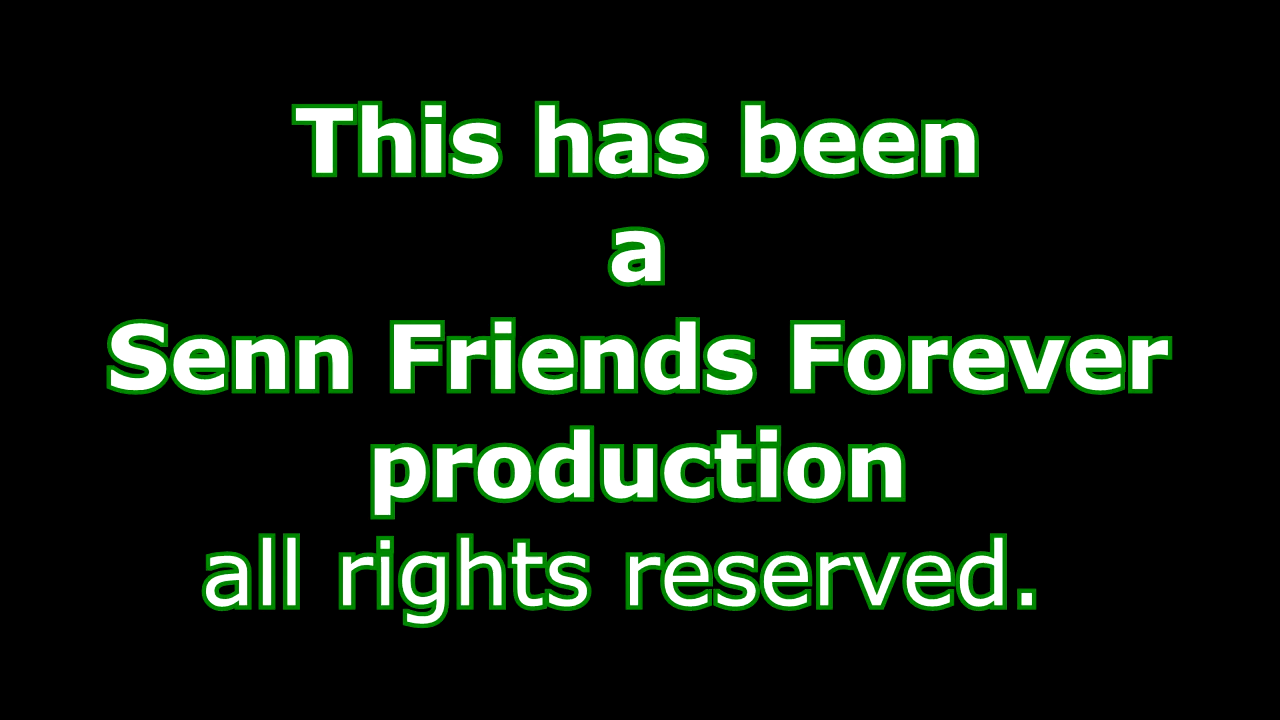 This has been
a
Senn Friends Forever
production
all rights reserved.